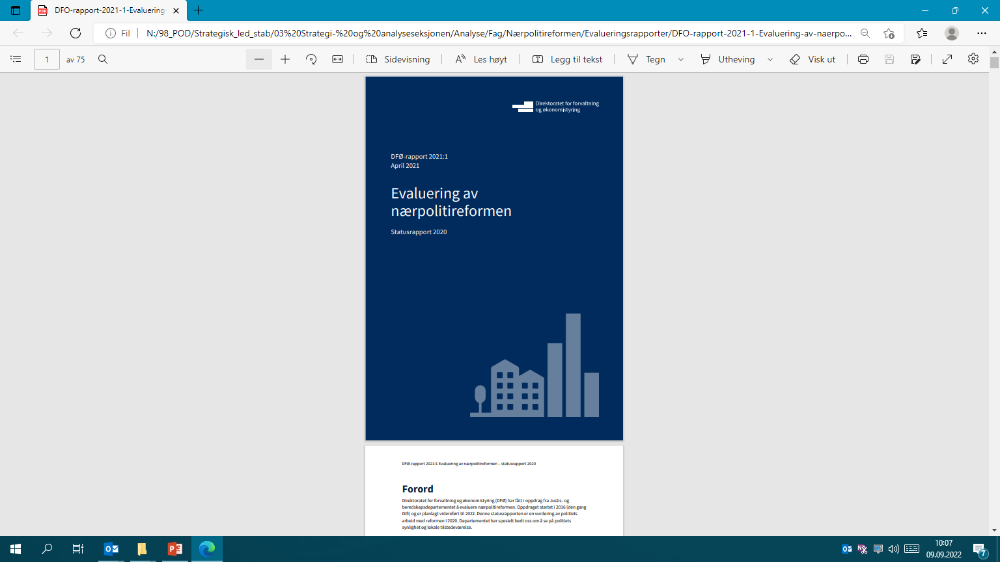 DFO-rapport-2021-1-Evaluering-
Fil
N:/98_POD/Strategisk_led_stab/03%20Strategi-%20og%20analyseseksjonen/Analyse/Fag/Nærpolitireformen/Evalueringsrapporter/DFO-rapport-2021-1-Evaluering-av-naerpo...
1 av 75
Sidevisning
Les høyt
Legg til tekst
Tegn
Utheving
Visk ut
Direktoratet for forvaltning
og økonomistyring
DFØ-rapport 2021:1
April 2021
Evaluering av
nærpolitireformen
Statusrapport 2020
DFØ-rapport 2021:1 Evaluering av nærpolitireformen – statusrapport 2020
Forord
Direktoratet for forvaltning og økonomistyring (DFØ) har fått i oppdrag fra Justis- og
beredskapsdepartementet å evaluere nærpolitireformen. Oppdraget startet i 2016 (den gang
Difi) og er planlagt videreført til 2022. Denne statusrapporten er en vurdering av politiets
arbeid med reformen i 2020. Departementet har spesielt bedt oss om å se på politiets
synlighet og lokale tilstedeværelse.
10:07
09.09.2022
7